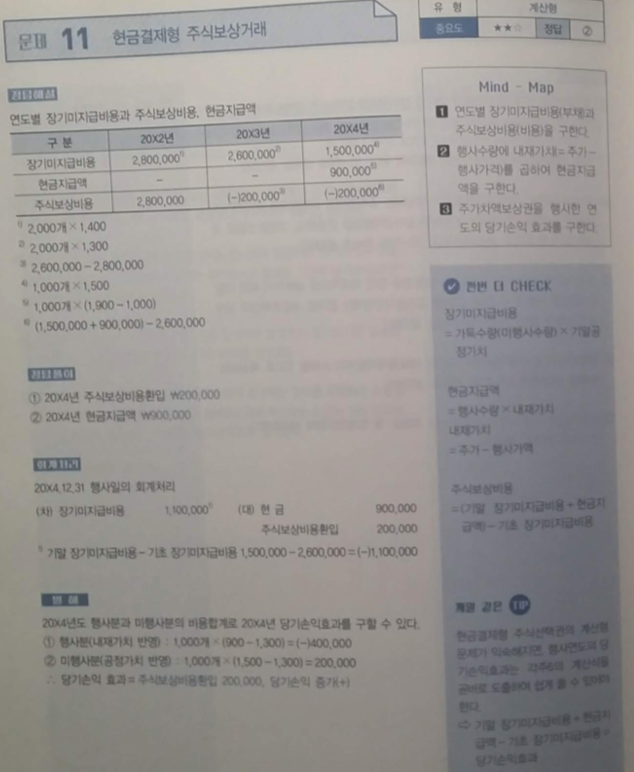 문제 11 현금결제형 주식보상거래
유 형 계산형
중요도 ★★☆ 정답 ②
정답해설
연도별 장기미지급비용과 주식보상비용, 현금지급액
구 분 20X2년 20X3년 20X4년
장기미지급비용 2,800,000¹⁾ 2,600,000²⁾ 1,500,000⁴⁾
현금지급액 - - 900,000⁵⁾
주식보상비용 2,800,000 (-)200,000³⁾ (-)200,000⁶⁾
¹⁾ 2,000개×1,400
²⁾ 2,000개×1,300
³⁾ 2,600,000-2,800,000
⁴⁾ 1,000개×1,500
⁵⁾ 1,000개×(1,900-1,000)
⁶⁾ (1,500,000+900,000)-2,600,000
정답풀이
① 20X4년 주식보상비용환입 ₩200,000
② 20X4년 현금지급액 ₩900,000
회계처리
20X4.12.31 행사일의 회계처리
(차) 장기미지급비용 1,100,000¹⁾ (대) 현 금 900,000
주식보상비용환입 200,000
¹⁾ 기말 장기미지급비용-기초 장기미지급비용 1,500,000-2,600,000=(-)1,100,000
별 해
20X4년도 행사분과 미행사분의 비용합계로 20X4년 당기손익효과를 구할 수 있다.
① 행사분(내재가치 반영) : 1,000개×(900-1,300)=(-)400,000
② 미행사분(공정가치 반영) : 1,000개×(1,500-1,300)=200,000
∴ 당기손익 효과=주식보상비용환입 200,000, 당기손익 증가(+)
Mind - Map
1 연도별 장기미지급비용(부채)과
주식보상비용(비용)을 구한다.
2 행사수량에 내재가치(=주가-
행사가격)를 곱하여 현금지급
액을 구한다.
3 주가차액보상권을 행사한 연
도의 당기손익 효과를 구한다.
한번 더 CHECK
장기미지급비용
=가득수량(미행사수량)×기말공
정가치
현금지급액
=행사수량×내재가치
내재가치
=주가-행사가액
주식보상비용
=(기말 장기미지급비용+현금지
급액)-기초 장기미지급비용
꿰와 같은 TIP
현금결제형 주식선택권의 계산형
문제가 익숙해지면, 행사연도의 당
기손익효과는 각주6의 계산식을
곧바로 도출하여 쉽게 풀 수 있어야
한다.
⇨ 기말 장기미지급비용+현금지
급액-기초 장기미지급비용=
당기손익효과